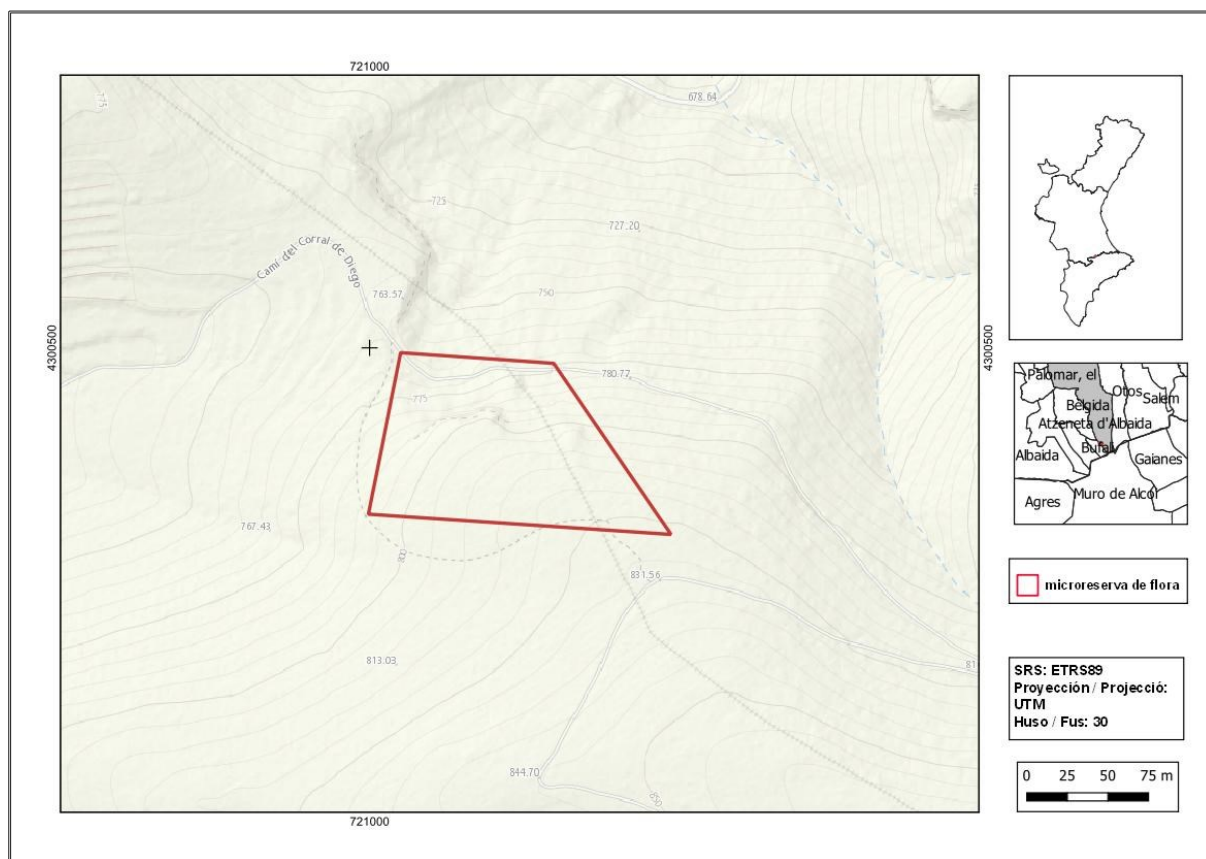 721000
678.64
775
725
727.20
Camí del Corral de Diego
763.57
750
4300500
4300500
780.77
775
767.43
800
831.56
813.03
844.70
850
721000
Palomar, el
Otos
Bèlgida
Salem
Atzeneta d'Albaida
Bufali
Albaida
Gaianes
Agres
Muro de Alcoi
microreserva de flora
SRS: ETRS89
Proyección / Projecció:
UTM
Huso / Fus: 30
0 25 50 75 m